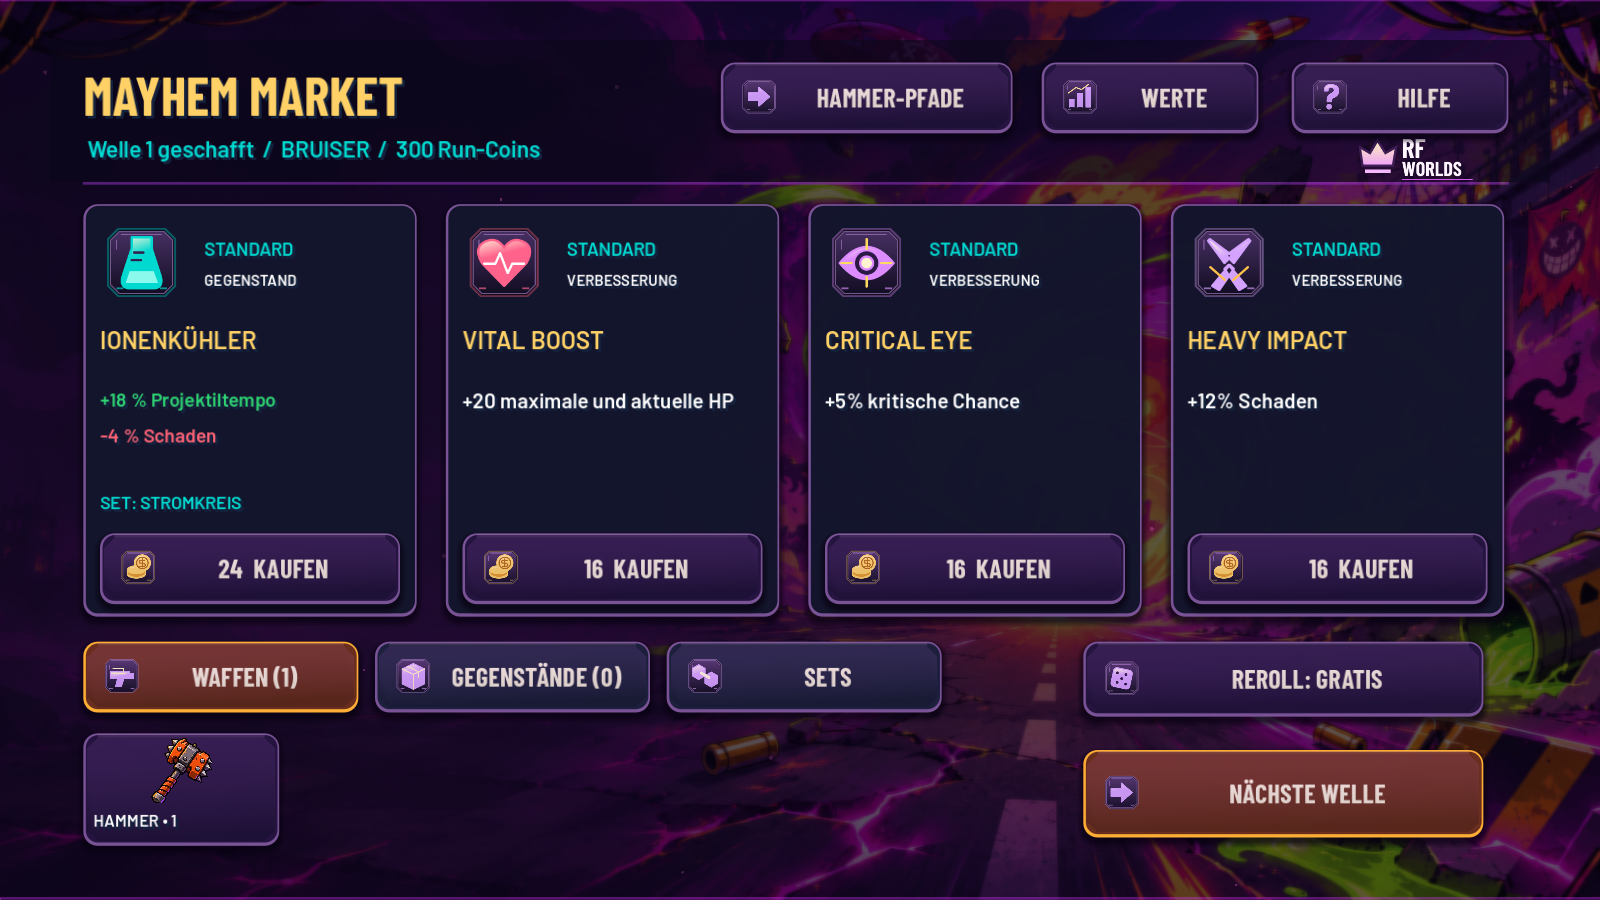 MAYHEM MARKET
Welle 1 geschafft / BRUISER / 300 Run-Coins
HAMMER-PFADE
WERTE
HILFE
RF
WORLDS
STANDARD
GEGENSTAND
IONENKÜHLER
+18 % Projektiltempo
-4 % Schaden
SET: STROMKREIS
24 KAUFEN
STANDARD
VERBESSERUNG
VITAL BOOST
+20 maximale und aktuelle HP
16 KAUFEN
STANDARD
VERBESSERUNG
CRITICAL EYE
+5% kritische Chance
16 KAUFEN
STANDARD
VERBESSERUNG
HEAVY IMPACT
+12% Schaden
16 KAUFEN
WAFFEN (1)
GEGENSTÄNDE (0)
SETS
REROLL: GRATIS
HAMMER • 1
NÄCHSTE WELLE